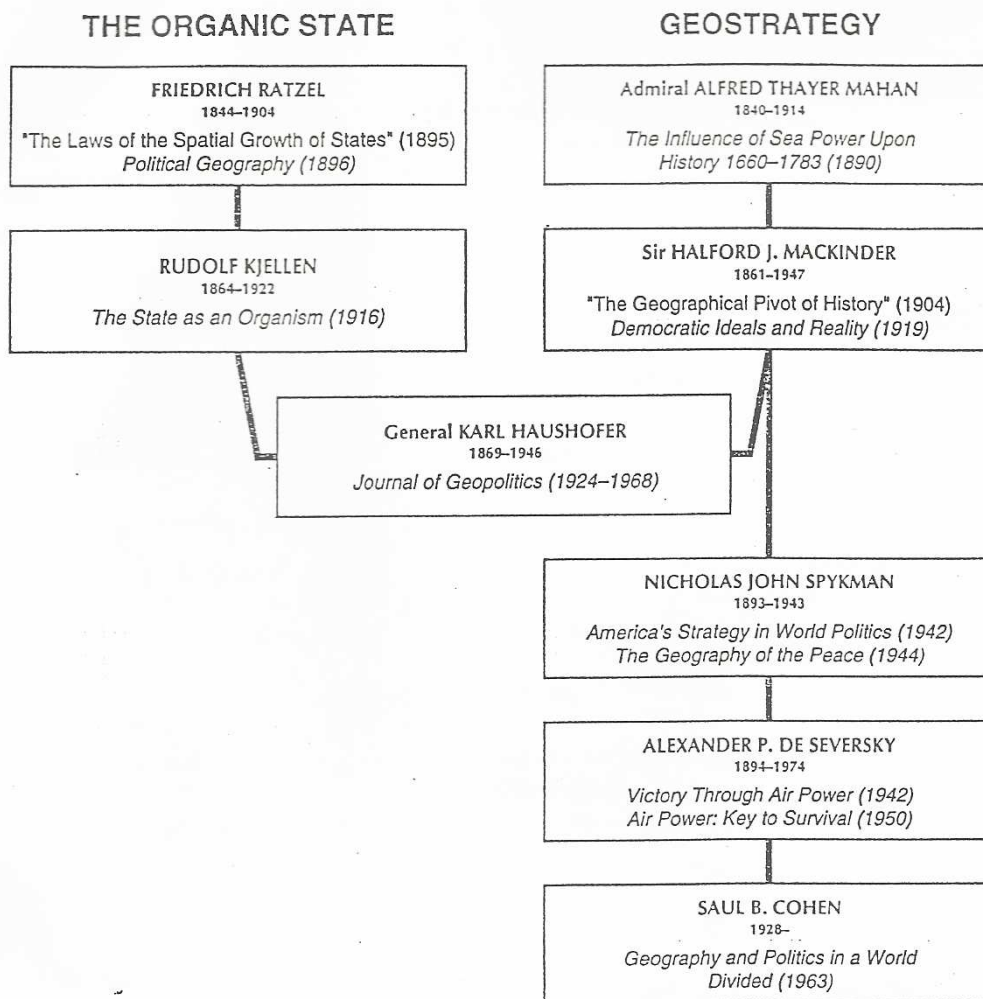 THE ORGANIC STATE
GEOSTRATEGY
FRIEDRICH RATZEL
1844–1904
"The Laws of the Spatial Growth of States" (1895)
Political Geography (1896)
Admiral ALFRED THAYER MAHAN
1840–1914
The Influence of Sea Power Upon
History 1660–1783 (1890)
RUDOLF KJELLEN
1864–1922
The State as an Organism (1916)
Sir HALFORD J. MACKINDER
1861–1947
"The Geographical Pivot of History" (1904)
Democratic Ideals and Reality (1919)
General KARL HAUSHOFER
1869–1946
Journal of Geopolitics (1924–1968)
NICHOLAS JOHN SPYKMAN
1893–1943
America's Strategy in World Politics (1942)
The Geography of the Peace (1944)
ALEXANDER P. DE SEVERSKY
1894–1974
Victory Through Air Power (1942)
Air Power: Key to Survival (1950)
SAUL B. COHEN
1928–
Geography and Politics in a World
Divided (1963)